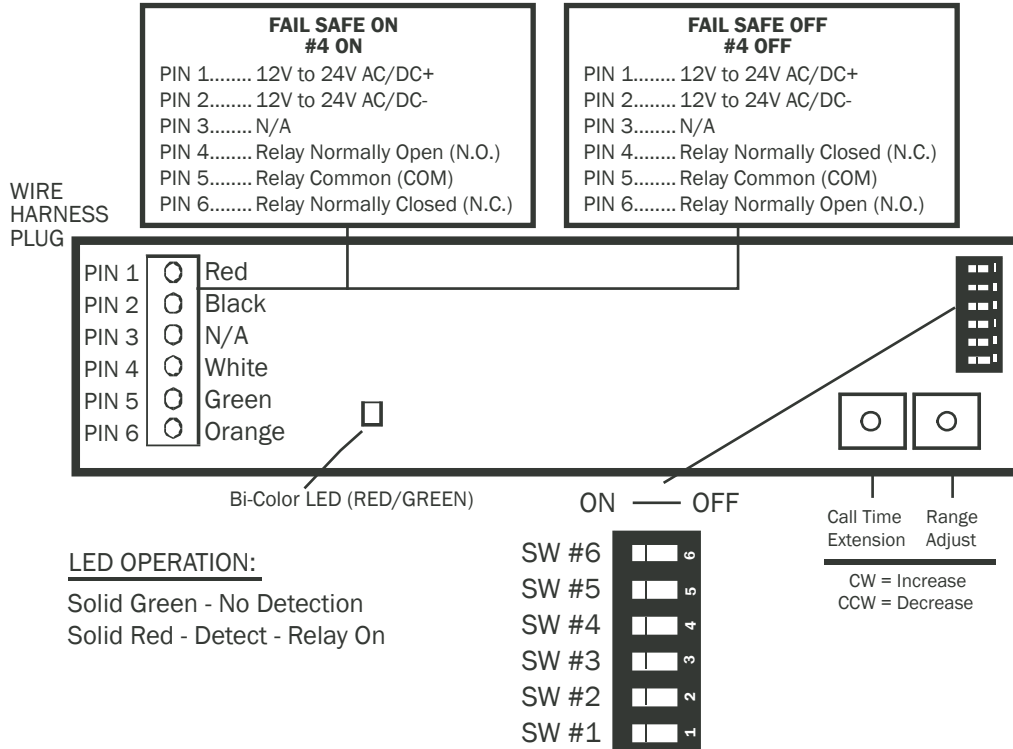 FAIL SAFE ON
#4 ON
PIN 1........ 12V to 24V AC/DC+
PIN 2........ 12V to 24V AC/DC-
PIN 3........ N/A
PIN 4........ Relay Normally Open (N.O.)
PIN 5........ Relay Common (COM)
PIN 6........ Relay Normally Closed (N.C.)
FAIL SAFE OFF
#4 OFF
PIN 1........ 12V to 24V AC/DC+
PIN 2........ 12V to 24V AC/DC-
PIN 3........ N/A
PIN 4........ Relay Normally Closed (N.C.)
PIN 5........ Relay Common (COM)
PIN 6........ Relay Normally Open (N.O.)
WIRE
HARNESS
PLUG
PIN 1 Red
PIN 2 Black
PIN 3 N/A
PIN 4 White
PIN 5 Green
PIN 6 Orange
Bi-Color LED (RED/GREEN)
ON OFF
Call Time
Extension
Range
Adjust
CW = Increase
CCW = Decrease
LED OPERATION:
Solid Green - No Detection
Solid Red - Detect - Relay On
SW #6 6
SW #5 5
SW #4 4
SW #3 3
SW #2 2
SW #1 1